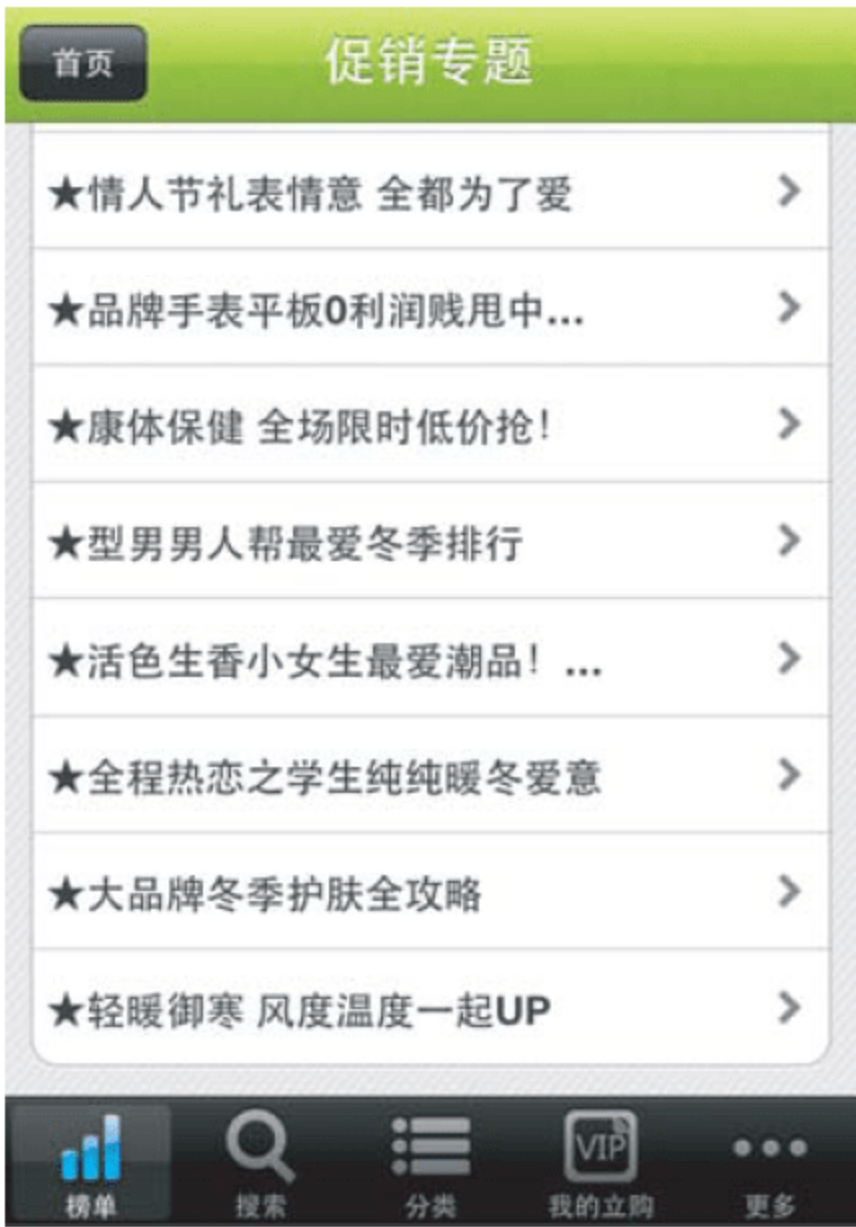 首页
促销专题
★情人节礼表情意 全都为了爱
★品牌手表平板0利润贱甩中...
★康体保健 全场限时低价抢！
★型男男人帮最爱冬季排行
★活色生香小女生最爱潮品！...
★全程热恋之学生纯纯暖冬爱意
★大品牌冬季护肤全攻略
★轻暖御寒 风度温度一起UP
VIP
榜单 搜索 分类 我的立购 更多